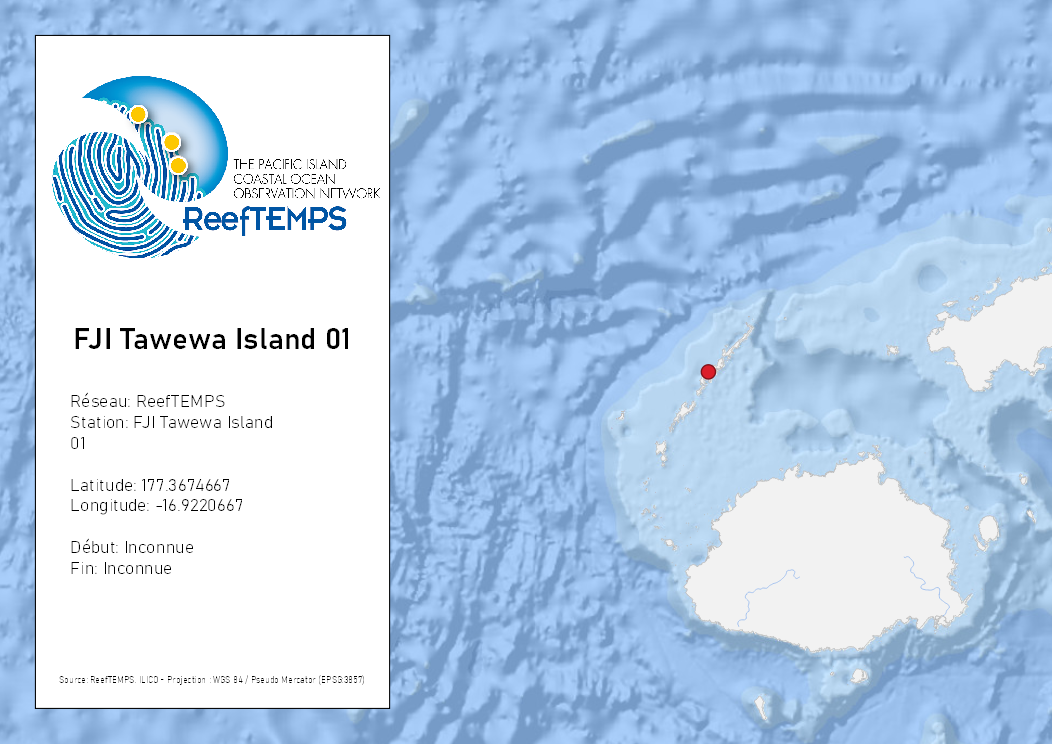 THE PACIFIC ISLAND
COASTAL OCEAN
OBSERVATION NETWORK
ReefTEMPS
FJI Tawewa Island 01
Réseau: ReefTEMPS
Station: FJI Tawewa Island
01
Latitude: 177.3674667
Longitude: -16.9220667
Début: Inconnue
Fin: Inconnue
Source: ReefTEMPS, ILICO - Projection : WGS 84 / Pseudo Mercator (EPSG:3857)